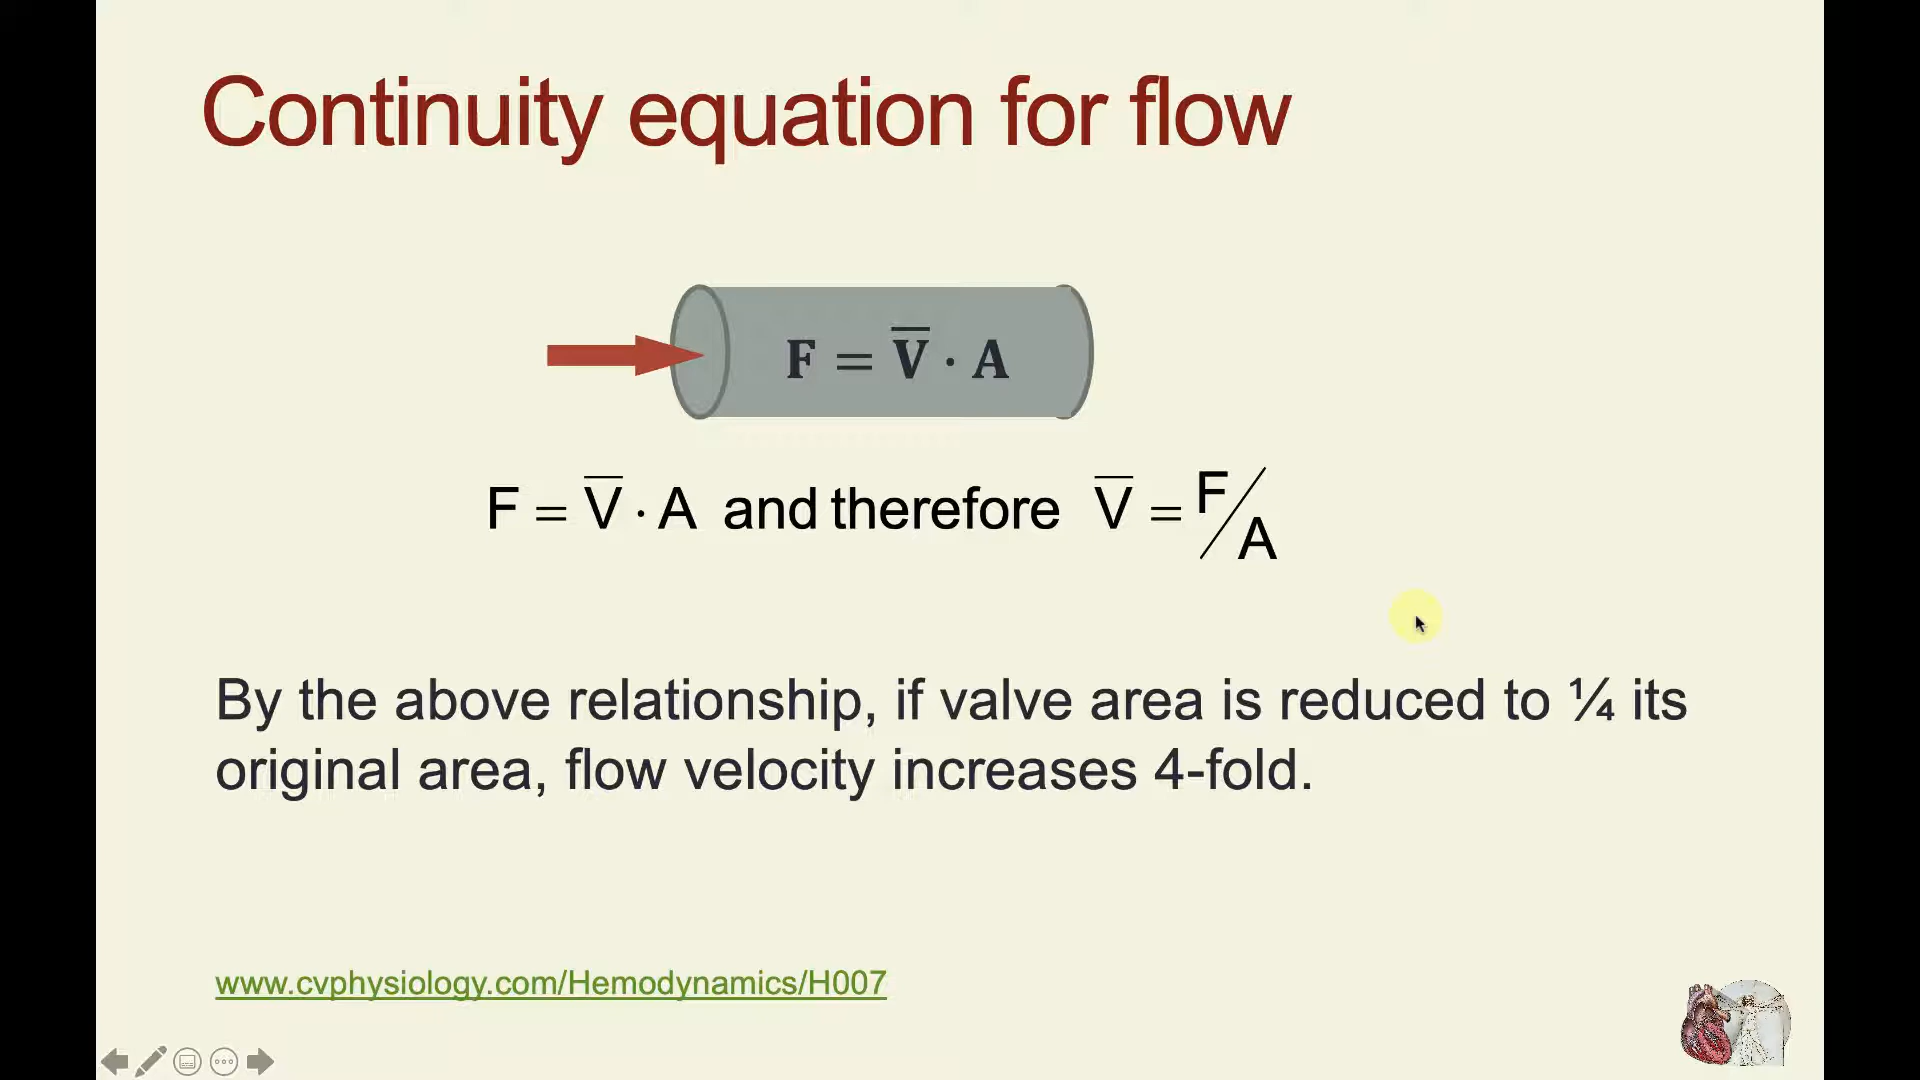 Continuity equation for flow
F = V̅ · A
F = V̅ · A and therefore V̅ = F/A
By the above relationship, if valve area is reduced to ¼ its
original area, flow velocity increases 4-fold.
www.cvphysiology.com/Hemodynamics/H007